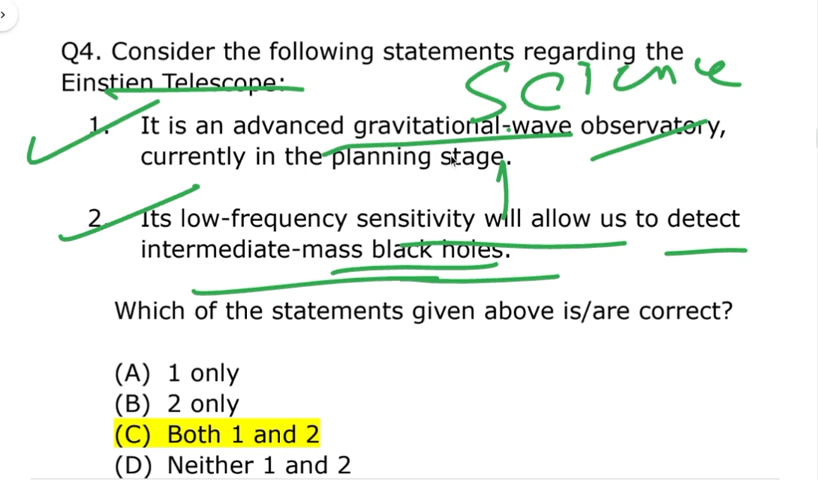 Q4. Consider the following statements regarding the
Einstien Telescope:
Science
1. It is an advanced gravitational-wave observatory,
currently in the planning stage.
2. Its low-frequency sensitivity will allow us to detect
intermediate-mass black holes.
Which of the statements given above is/are correct?
(A) 1 only
(B) 2 only
(C) Both 1 and 2
(D) Neither 1 and 2